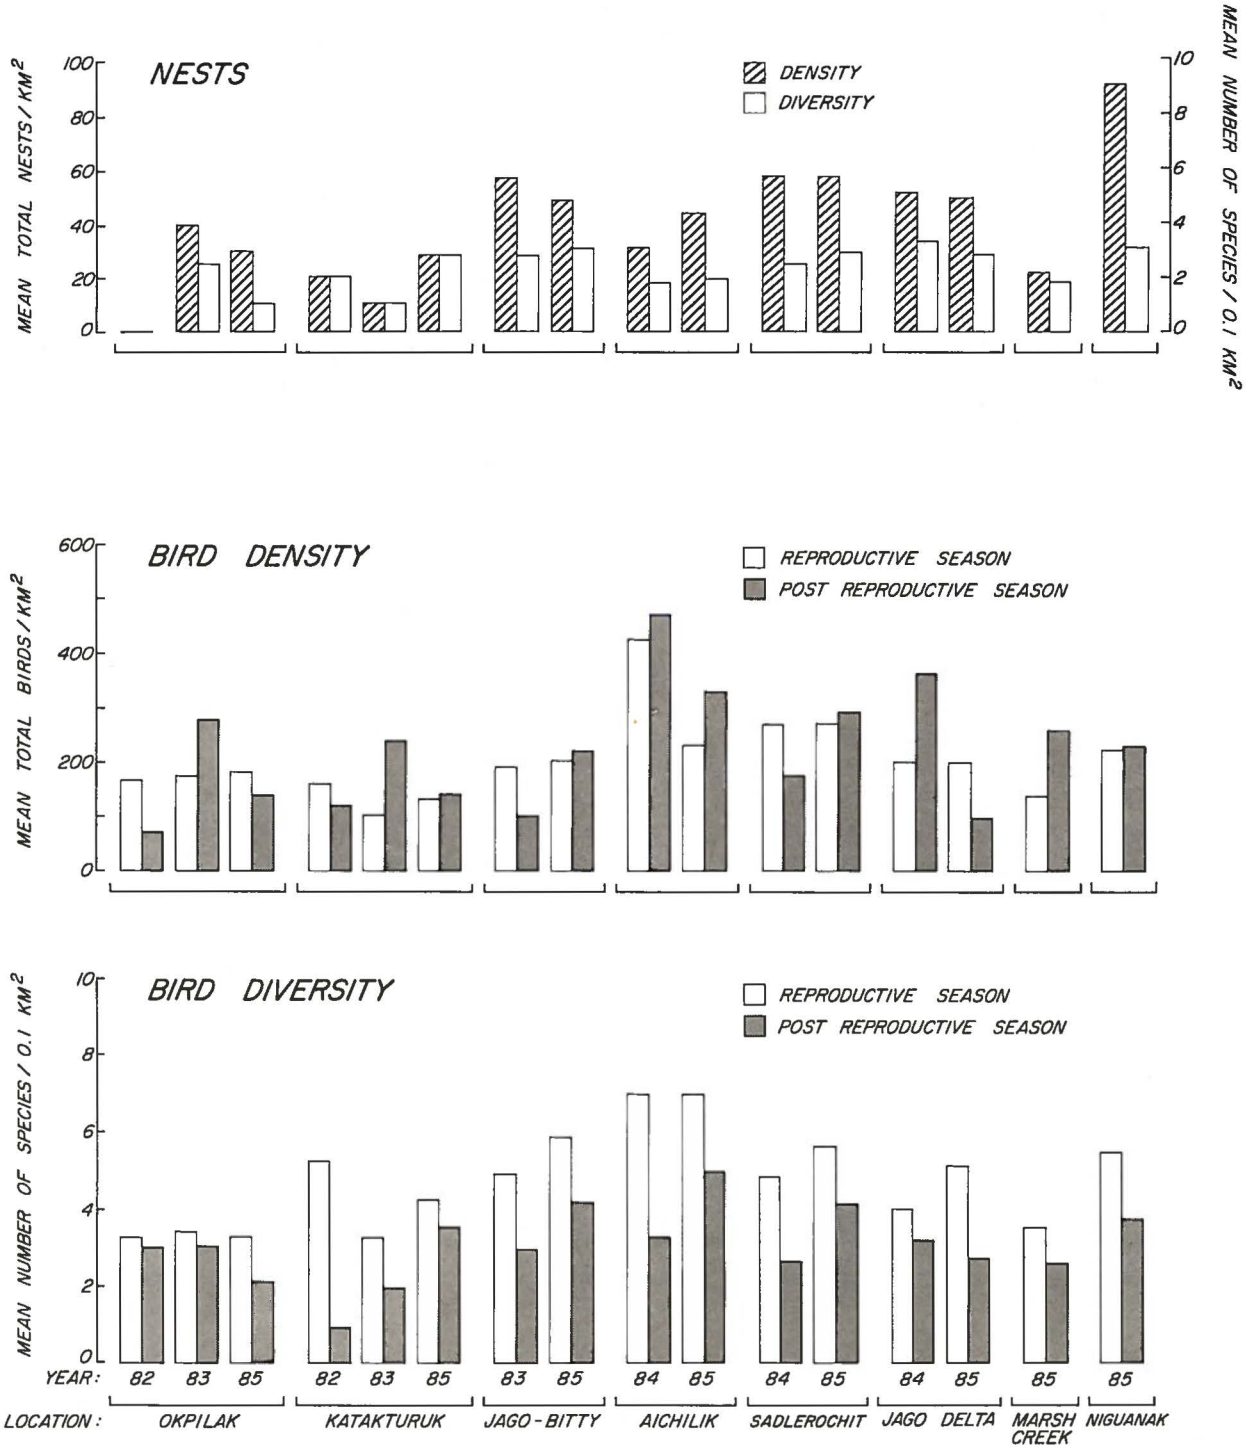 NESTS
DENSITY
DIVERSITY
MEAN TOTAL NESTS / KM²
100
80
60
40
20
0
MEAN NUMBER OF SPECIES / 0.1 KM²
10
8
6
4
2
0
BIRD DENSITY
REPRODUCTIVE SEASON
POST REPRODUCTIVE SEASON
MEAN TOTAL BIRDS / KM²
600
400
200
0
BIRD DIVERSITY
REPRODUCTIVE SEASON
POST REPRODUCTIVE SEASON
MEAN NUMBER OF SPECIES / 0.1 KM²
10
8
6
4
2
0
YEAR: 82 83 85 82 83 85 83 85 84 85 84 85 84 85 85 85
LOCATION: OKPILAK KATAKTURUK JAGO-BITTY AICHILIK SADLEROCHIT JAGO DELTA MARSH NIGUANAK
CREEK